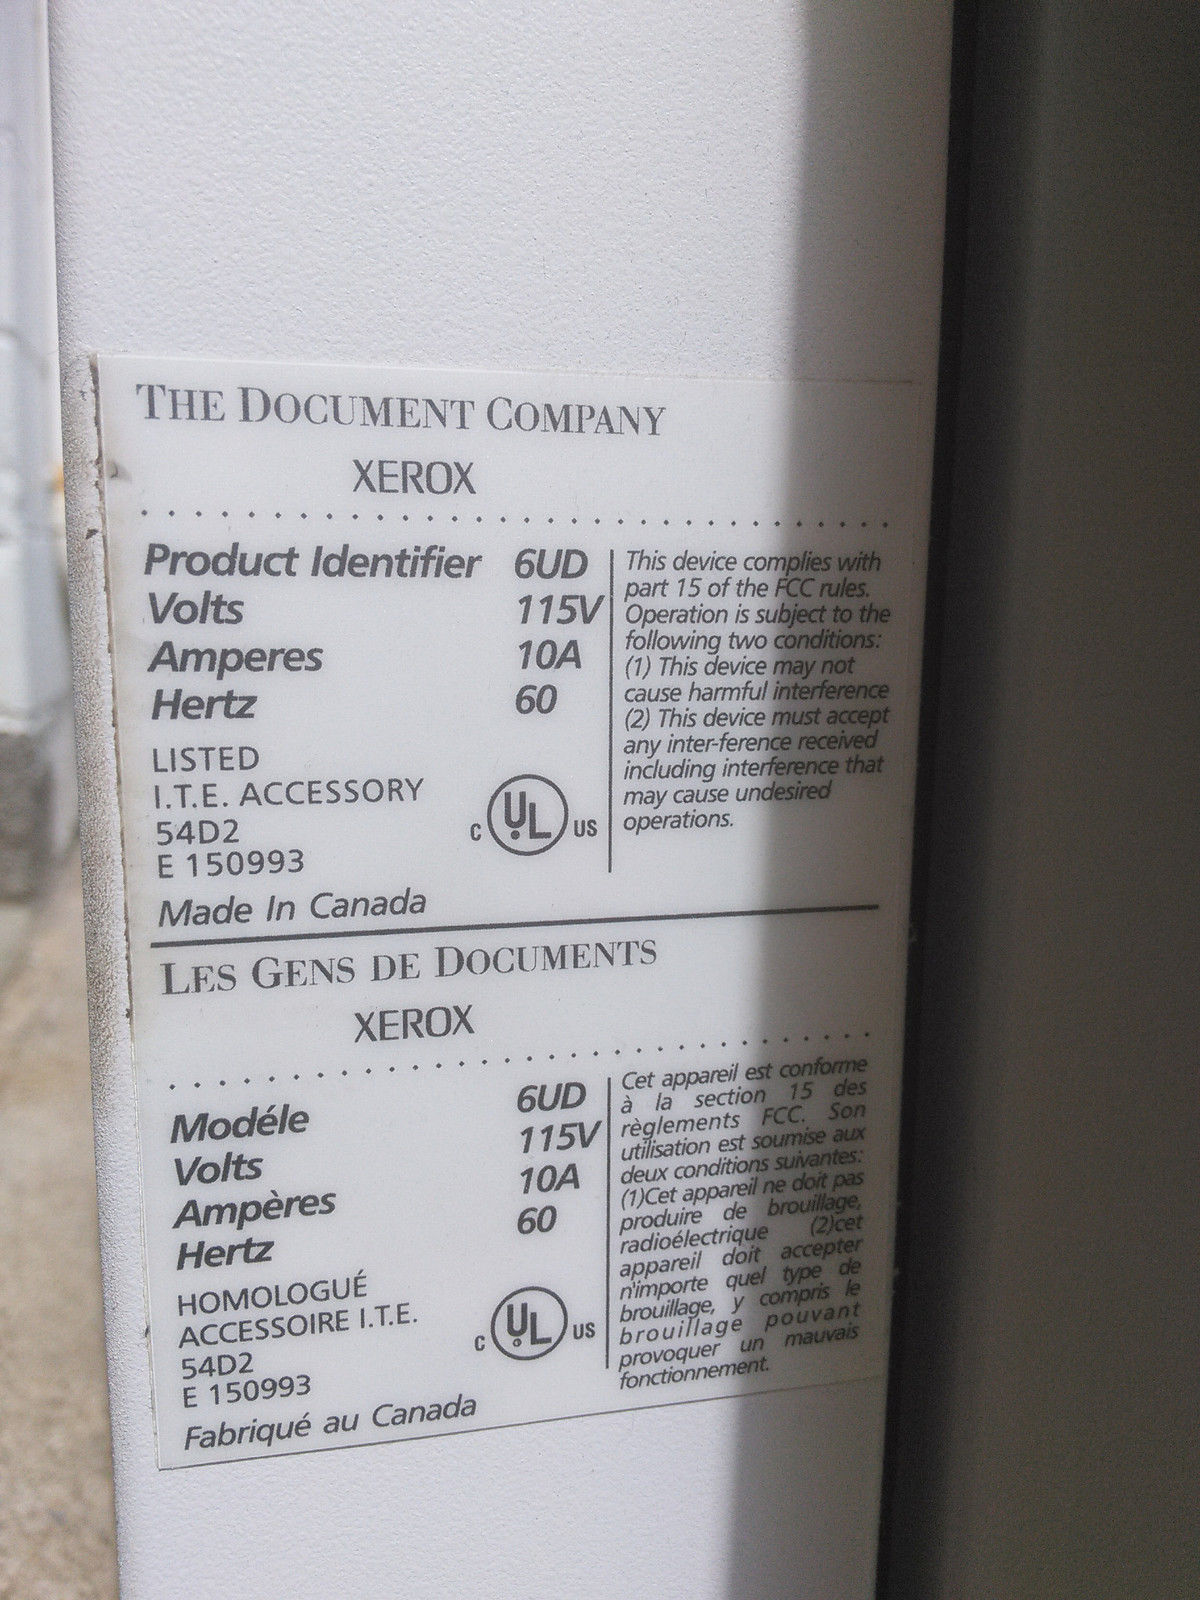 THE DOCUMENT COMPANY
XEROX
Product Identifier 6UD
Volts 115V
Amperes 10A
Hertz 60
LISTED
I.T.E. ACCESSORY
54D2
E 150993
C UL US
Made In Canada
This device complies with
part 15 of the FCC rules.
Operation is subject to the
following two conditions:
(1) This device may not
cause harmful interference
(2) This device must accept
any inter-ference received
including interference that
may cause undesired
operations.
LES GENS DE DOCUMENTS
XEROX
Modéle 6UD
Volts 115V
Ampères 10A
Hertz 60
HOMOLOGUÉ
ACCESSOIRE I.T.E.
54D2
E 150993
C UL US
Fabriqué au Canada
Cet appareil est conforme
à la section 15 des
règlements FCC. Son
utilisation est soumise aux
deux conditions suivantes:
(1)Cet appareil ne doit pas
produire de brouillage,
radioélectrique (2)cet
appareil doit accepter
n'importe quel type de
brouillage, y compris le
brouillage pouvant
provoquer un mauvais
fonctionnement.